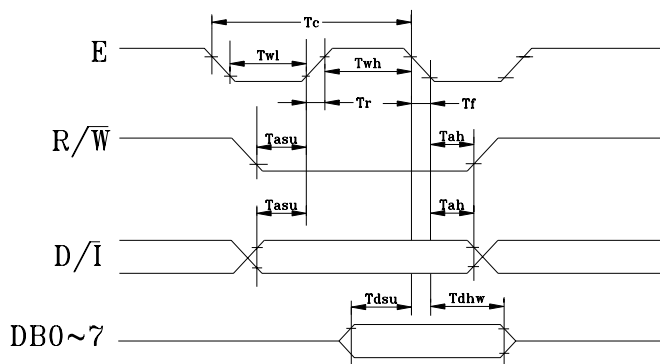 Tc
E
Twl
Twh
Tr
Tf
R/W̅
Tasu
Tah
Tasu
Tah
D/I̅
Tdsu
Tdhw
DB0~7